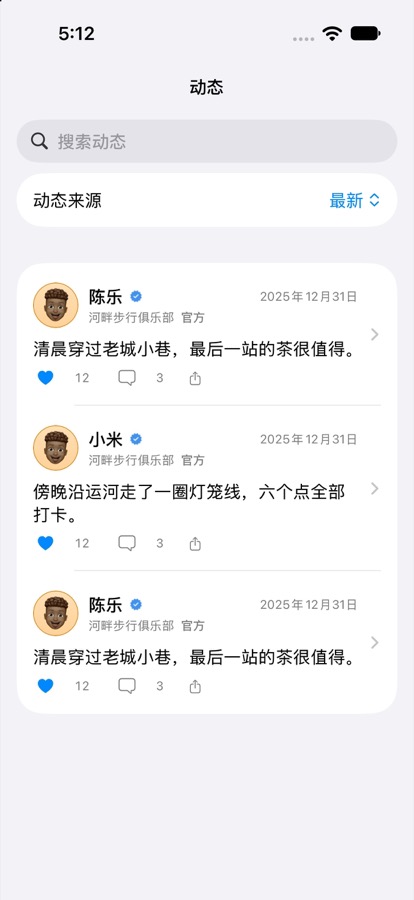 5:12
动态
搜索动态
动态来源 最新
陈乐 2025年12月31日
河畔步行俱乐部 官方
清晨穿过老城小巷，最后一站的茶很值得。
12 3
小米 2025年12月31日
河畔步行俱乐部 官方
傍晚沿运河走了一圈灯笼线，六个点全部
打卡。
12 3
陈乐 2025年12月31日
河畔步行俱乐部 官方
清晨穿过老城小巷，最后一站的茶很值得。
12 3